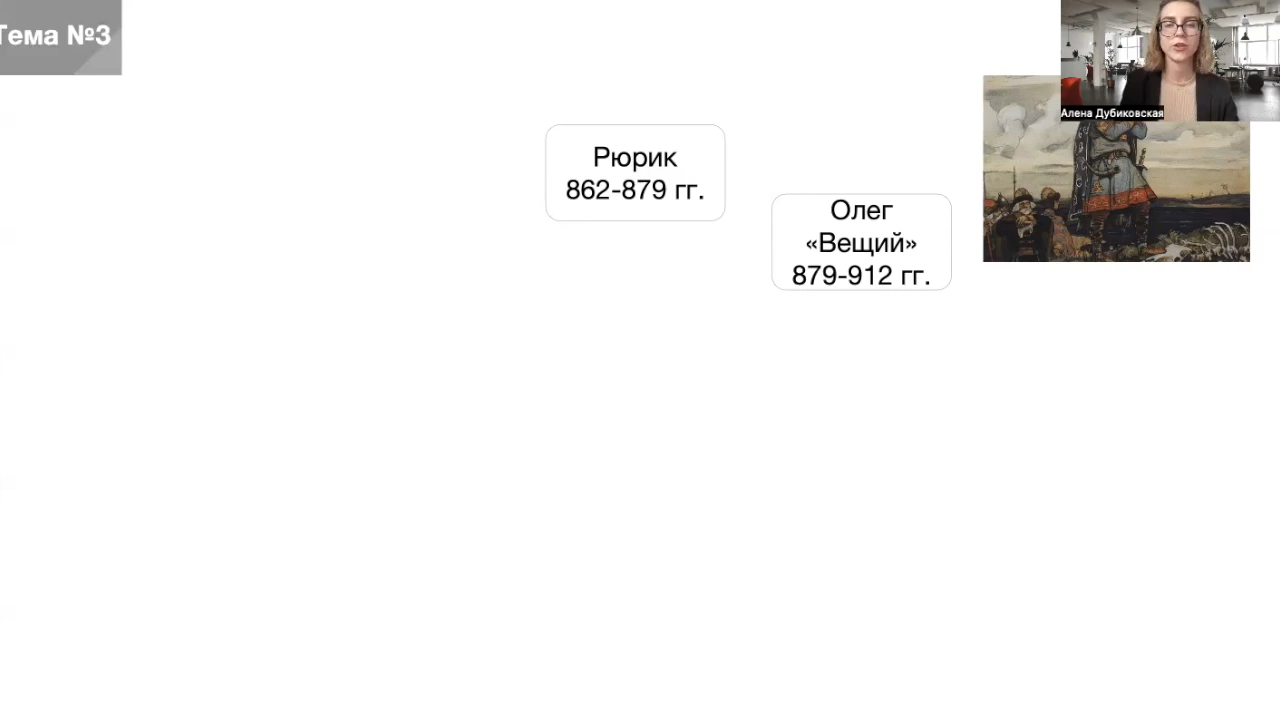 Тема №3
Алена Дубиковская
Рюрик
862-879 гг.
Олег
«Вещий»
879-912 гг.